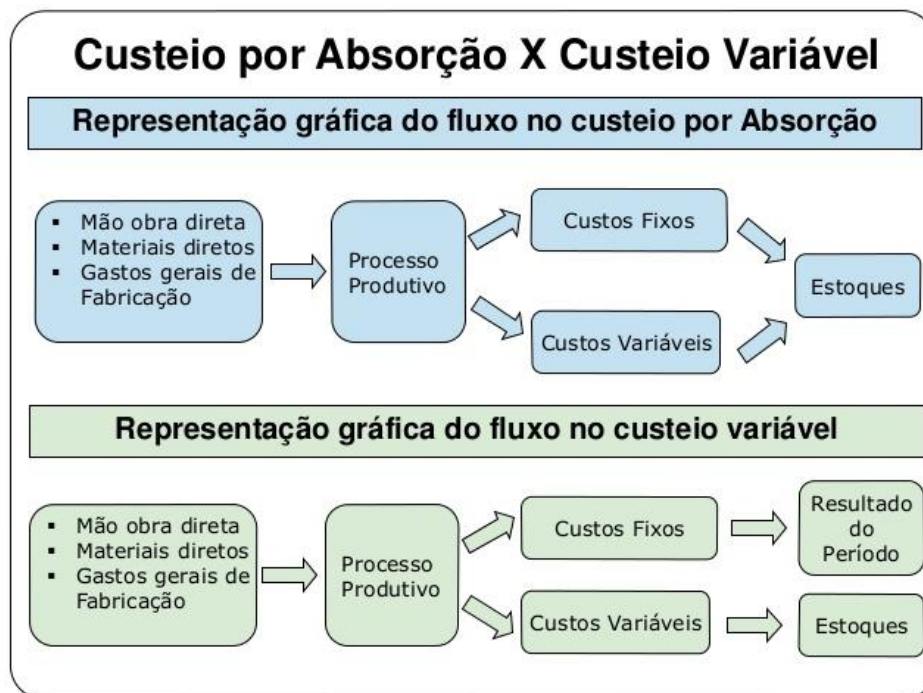 Custeio por Absorção X Custeio Variável
Representação gráfica do fluxo no custeio por Absorção
▪ Mão obra direta
▪ Materiais diretos
▪ Gastos gerais de
Fabricação
Processo
Produtivo
Custos Fixos
Custos Variáveis
Estoques
Representação gráfica do fluxo no custeio variável
▪ Mão obra direta
▪ Materiais diretos
▪ Gastos gerais de
Fabricação
Processo
Produtivo
Custos Fixos
Resultado
do
Período
Custos Variáveis
Estoques